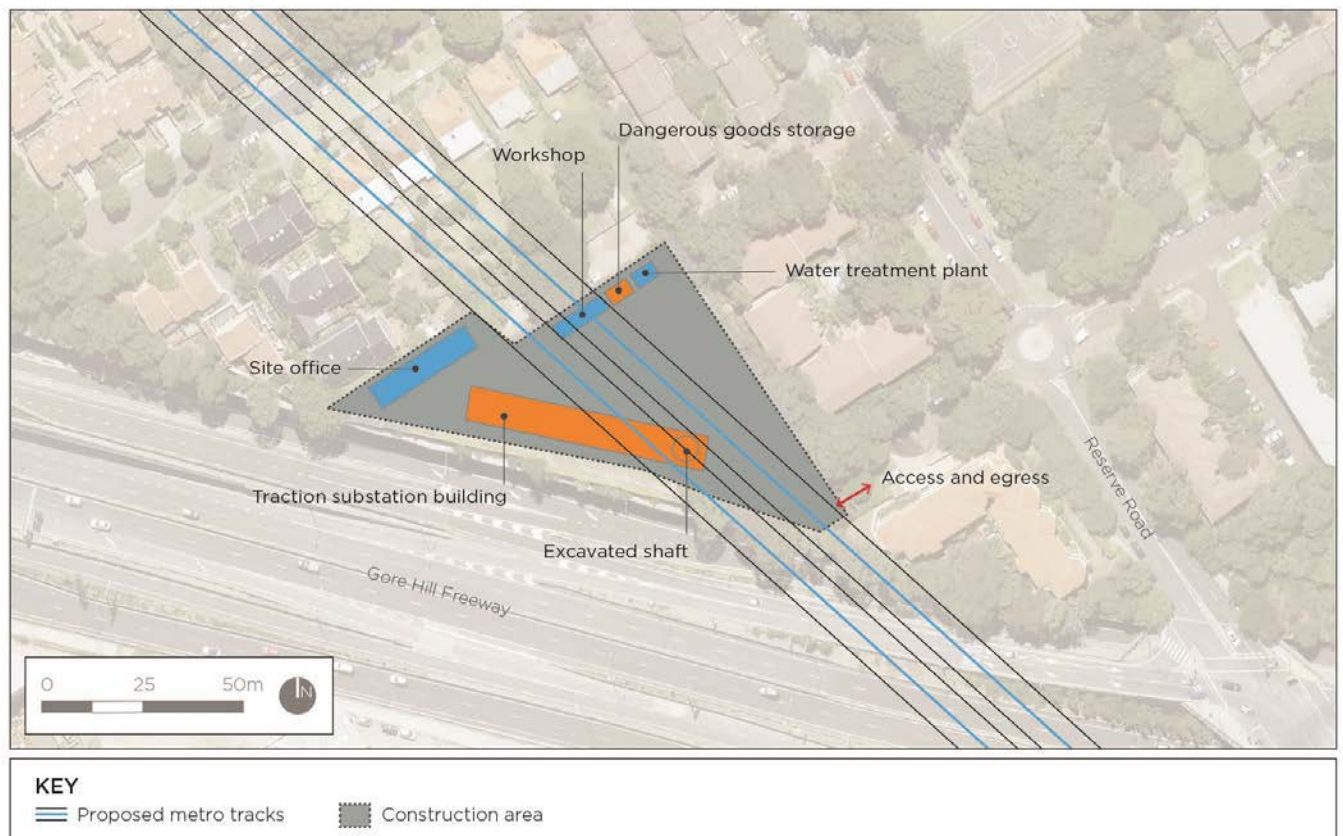 Dangerous goods storage
Workshop
Water treatment plant
Site office
Traction substation building
Access and egress
Reserve Road
Excavated shaft
Gore Hill Freeway
0 25 50m
N
KEY
Proposed metro tracks Construction area